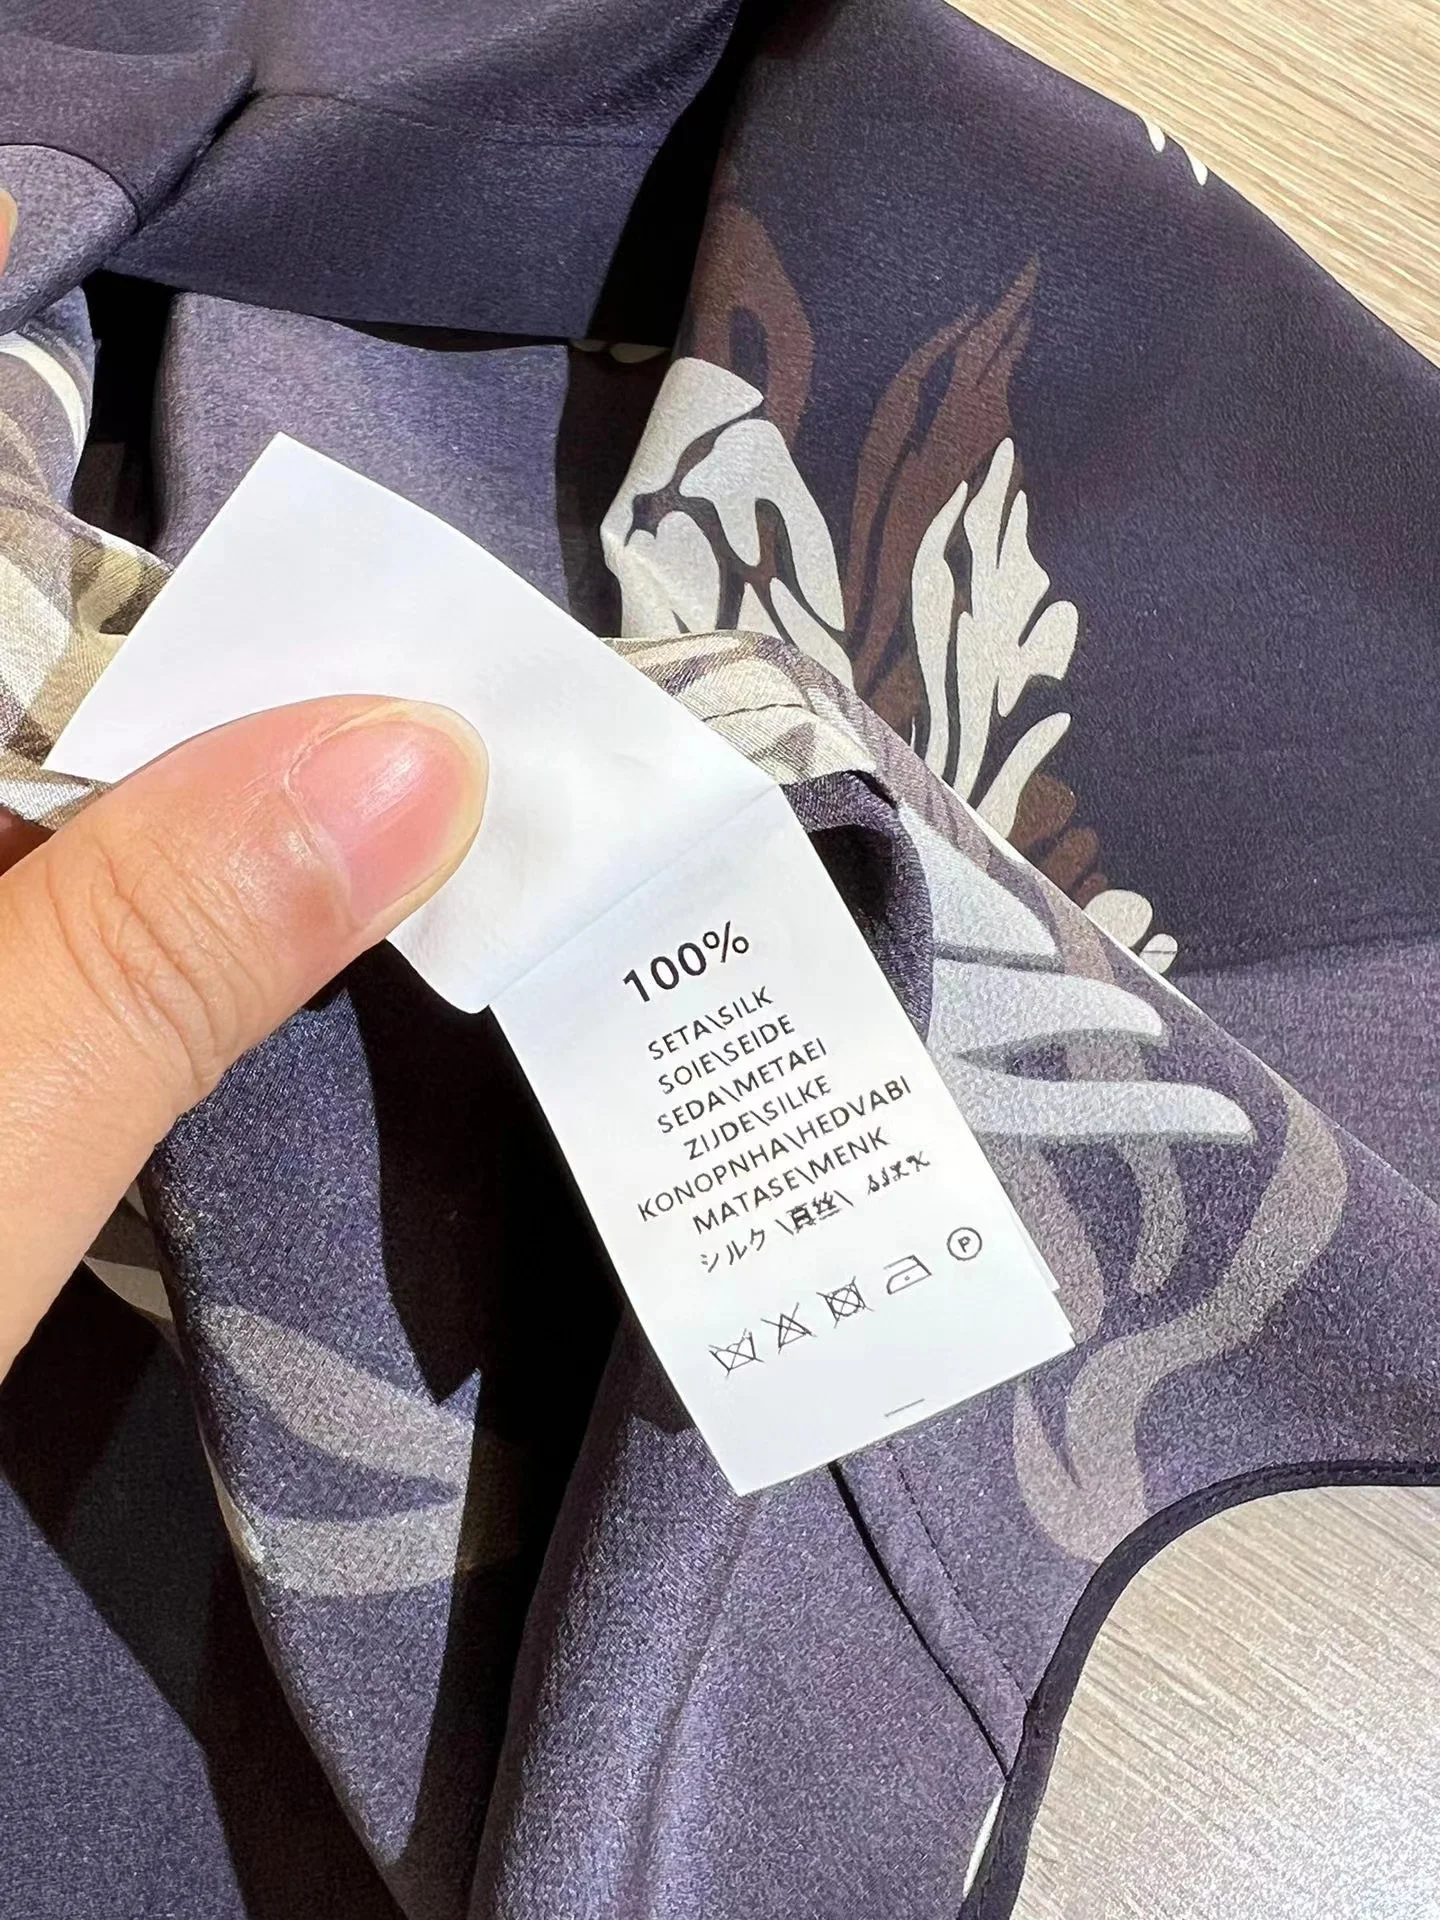 100%
SETA\SILK
SOIE\SEIDE
SEDA\METAEI
ZIJDE\SILKE
KONOPNHA\HEDVABI
MATASE\MENK
シルク\真丝\
P